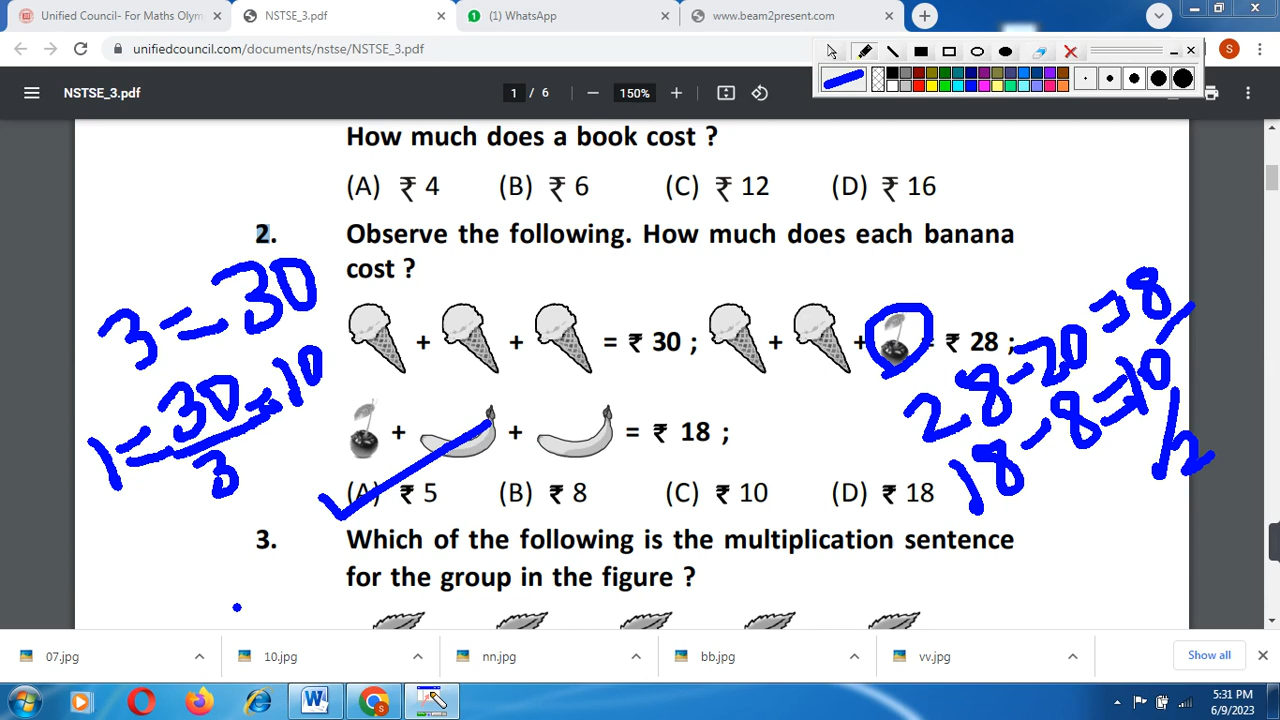 Unified Council- For Maths Olym
NSTSE_3.pdf
(1) WhatsApp
www.beam2present.com
unifiedcouncil.com/documents/nstse/NSTSE_3.pdf
S
NSTSE_3.pdf
1 / 6
150%
How much does a book cost ?
(A) ₹ 4 (B) ₹ 6 (C) ₹ 12 (D) ₹ 16
2. Observe the following. How much does each banana
cost ?
3 = 30
+ + = ₹ 30 ; + + = ₹ 28 ;
28-20=8
1=30/3=10
+ + = ₹ 18 ;
18-8=10/2
(A) ₹ 5 (B) ₹ 8 (C) ₹ 10 (D) ₹ 18
3. Which of the following is the multiplication sentence
for the group in the figure ?
07.jpg
10.jpg
nn.jpg
bb.jpg
vv.jpg
Show all
5:31 PM
6/9/2023